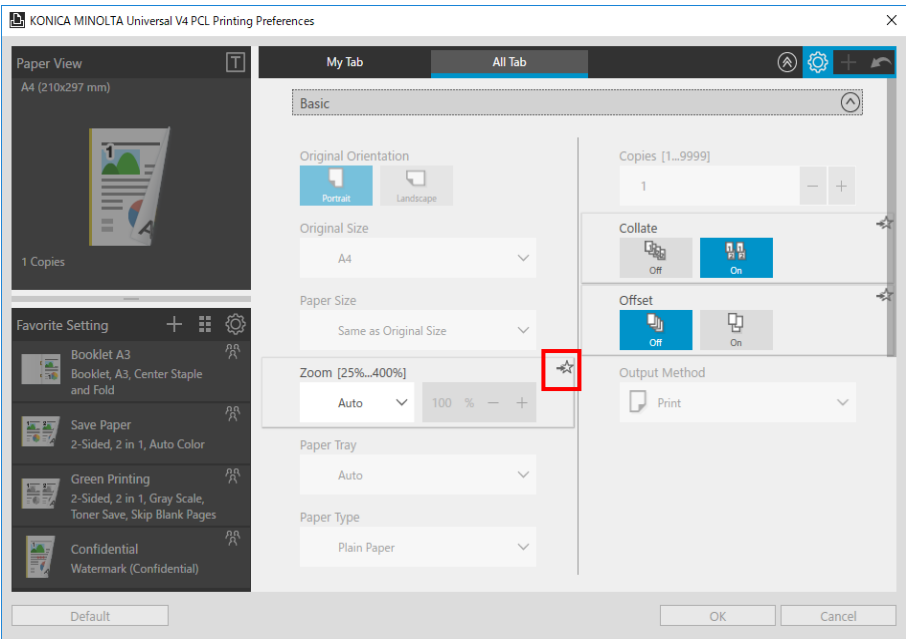 KONICA MINOLTA Universal V4 PCL Printing Preferences
Paper View
T
A4 (210x297 mm)
1
1 Copies
Favorite Setting
Booklet A3
Booklet, A3, Center Staple
and Fold
Save Paper
2-Sided, 2 in 1, Auto Color
Green Printing
2-Sided, 2 in 1, Gray Scale,
Toner Save, Skip Blank Pages
Confidential
Watermark (Confidential)
My Tab
All Tab
Basic
Original Orientation
Portrait
Landscape
Original Size
A4
Paper Size
Same as Original Size
Zoom [25%...400%]
Auto
100 % − +
Paper Tray
Auto
Paper Type
Plain Paper
Copies [1...9999]
1 − +
Collate
Off
On
Offset
Off
On
Output Method
Print
Default
OK
Cancel